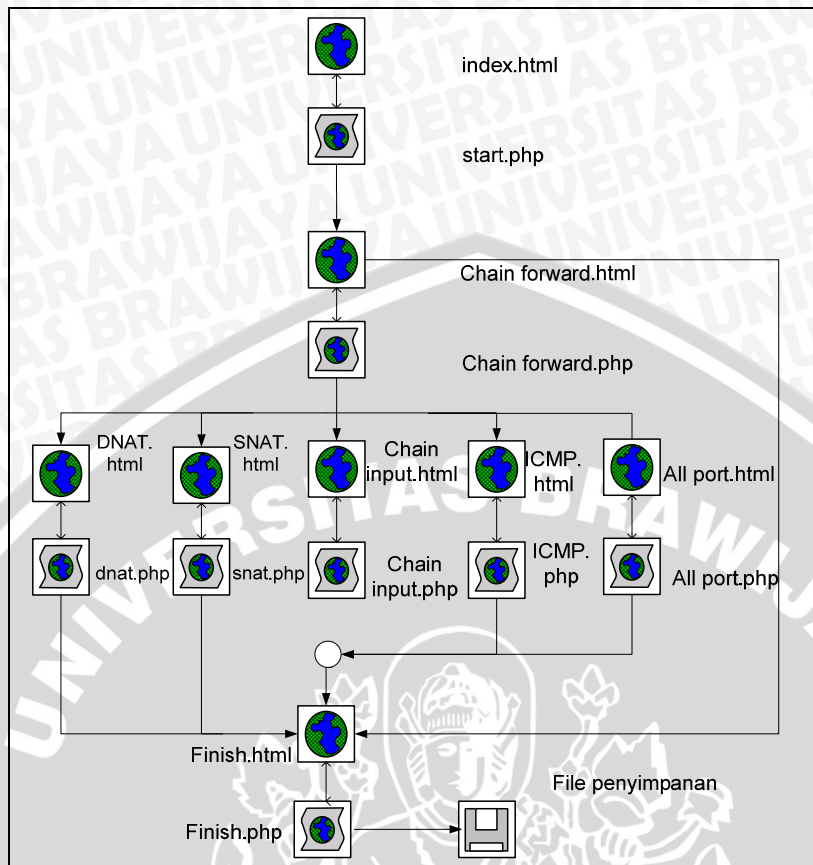 index.html
start.php
Chain forward.html
Chain forward.php
DNAT.
html
SNAT.
html
Chain
input.html
ICMP.
html
All port.html
dnat.php
snat.php
Chain
input.php
ICMP.
php
All port.php
Finish.html
File penyimpanan
Finish.php
UNIVERSITAS BRAWIJAYA